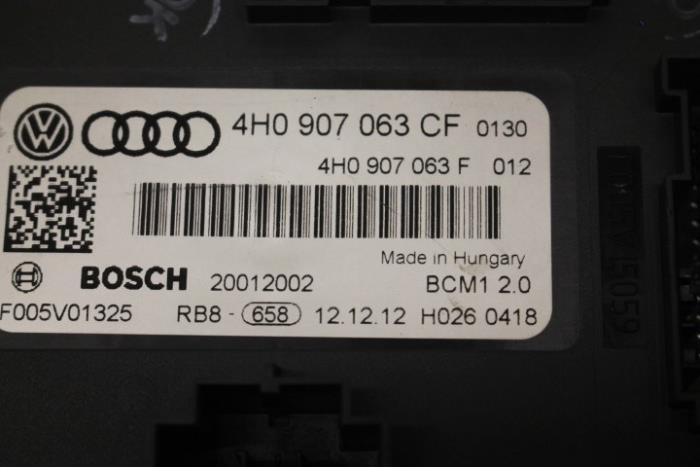 4H0 907 063 CF 0130
4H0 907 063 F 012
Made in Hungary
BOSCH 20012002 BCM1 2.0
F005V01325 RB8 - 658 12.12.12 H026 0418